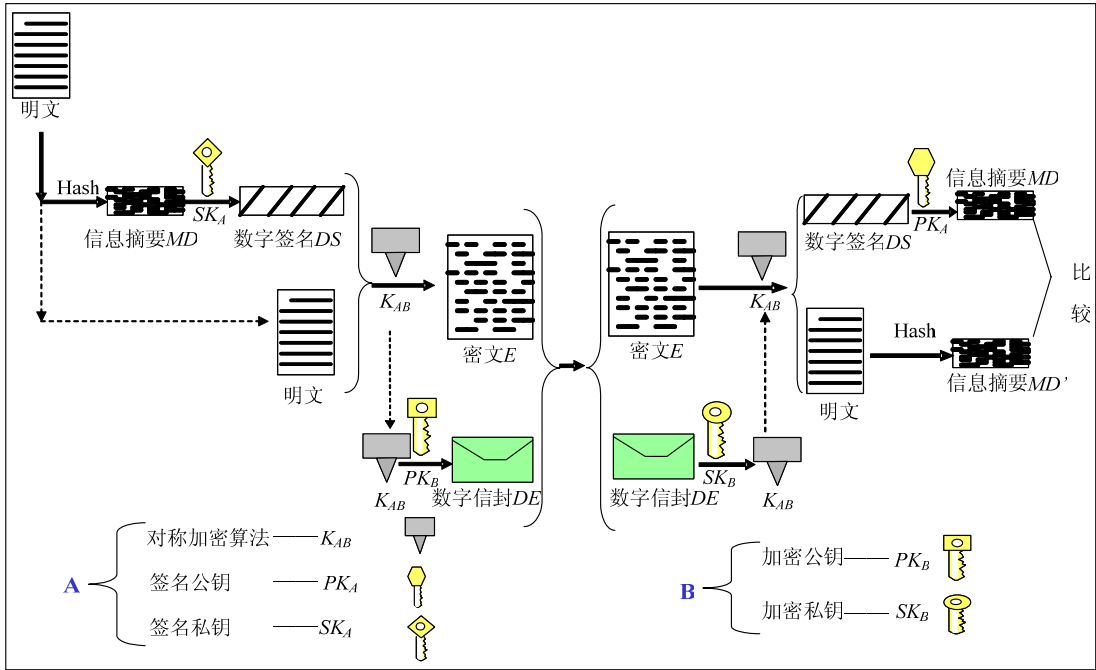 明文
Hash
SKA
信息摘要MD
数字签名DS
明文
KAB
密文E
KAB
PKB
数字信封DE
密文E
KAB
数字信封DE
SKB
KAB
数字签名DS
PKA
信息摘要MD
明文
Hash
信息摘要MD'
比
较
A
对称加密算法——KAB
签名公钥 ——PKA
签名私钥 ——SKA
B
加密公钥——PKB
加密私钥——SKB